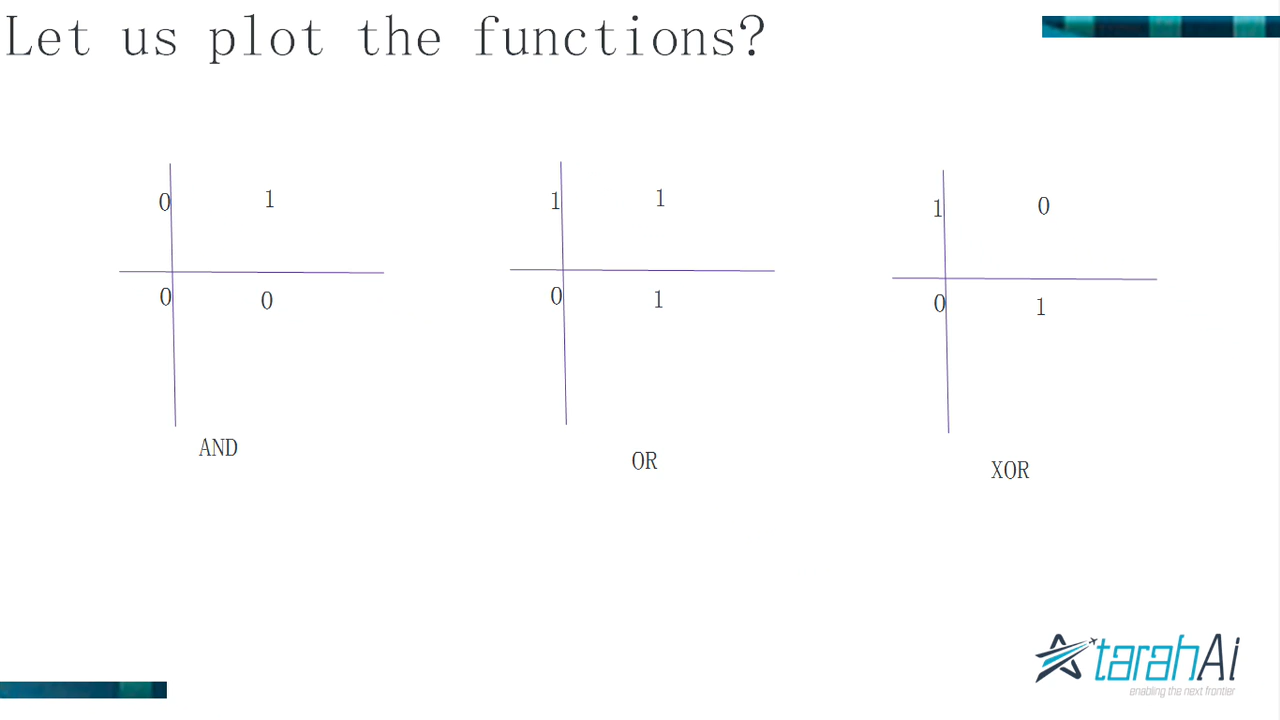 Let us plot the functions?
0 1
0 0
AND
1 1
0 1
OR
1 0
0 1
XOR
tarahAi
enabling the next frontier